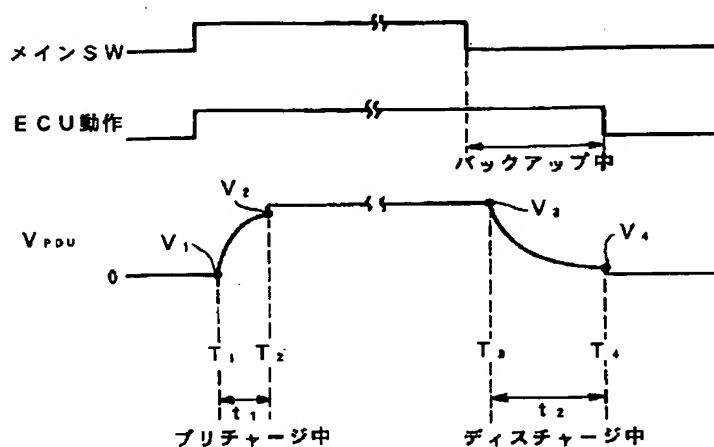 メインSW
ECU動作
バックアップ中
VPDU
V1
V2
V3
V4
0
T1
T2
T3
T4
t1
t2
プリチャージ中
ディスチャージ中